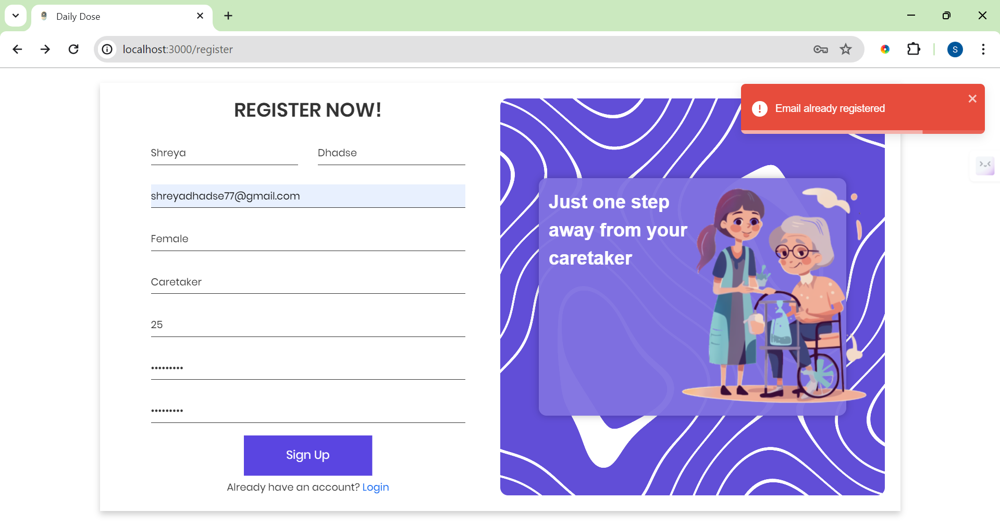 Daily Dose
localhost:3000/register
S
REGISTER NOW!
Email already registered
Shreya Dhadse
shreyadhadse77@gmail.com
Female
Caretaker
25
•••••••••
•••••••••
Sign Up
Already have an account? Login
Just one step
away from your
caretaker